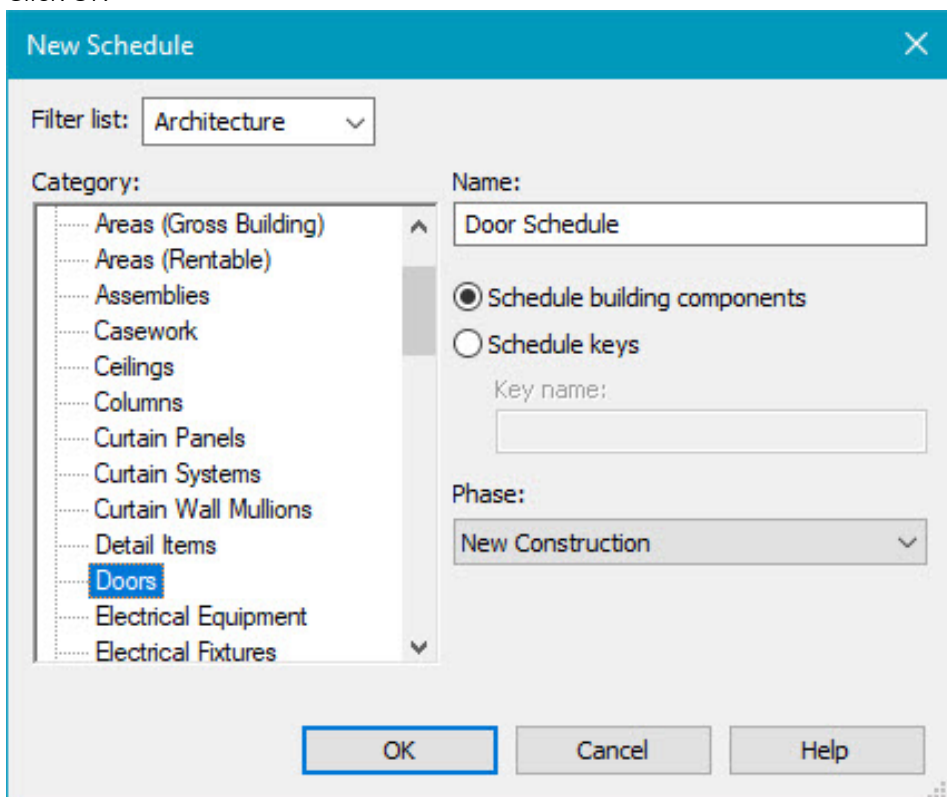 New Schedule
Filter list: Architecture
Category:
Areas (Gross Building)
Areas (Rentable)
Assemblies
Casework
Ceilings
Columns
Curtain Panels
Curtain Systems
Curtain Wall Mullions
Detail Items
Doors
Electrical Equipment
Electrical Fixtures
Name:
Door Schedule
Schedule building components
Schedule keys
Key name:
Phase:
New Construction
OK Cancel Help